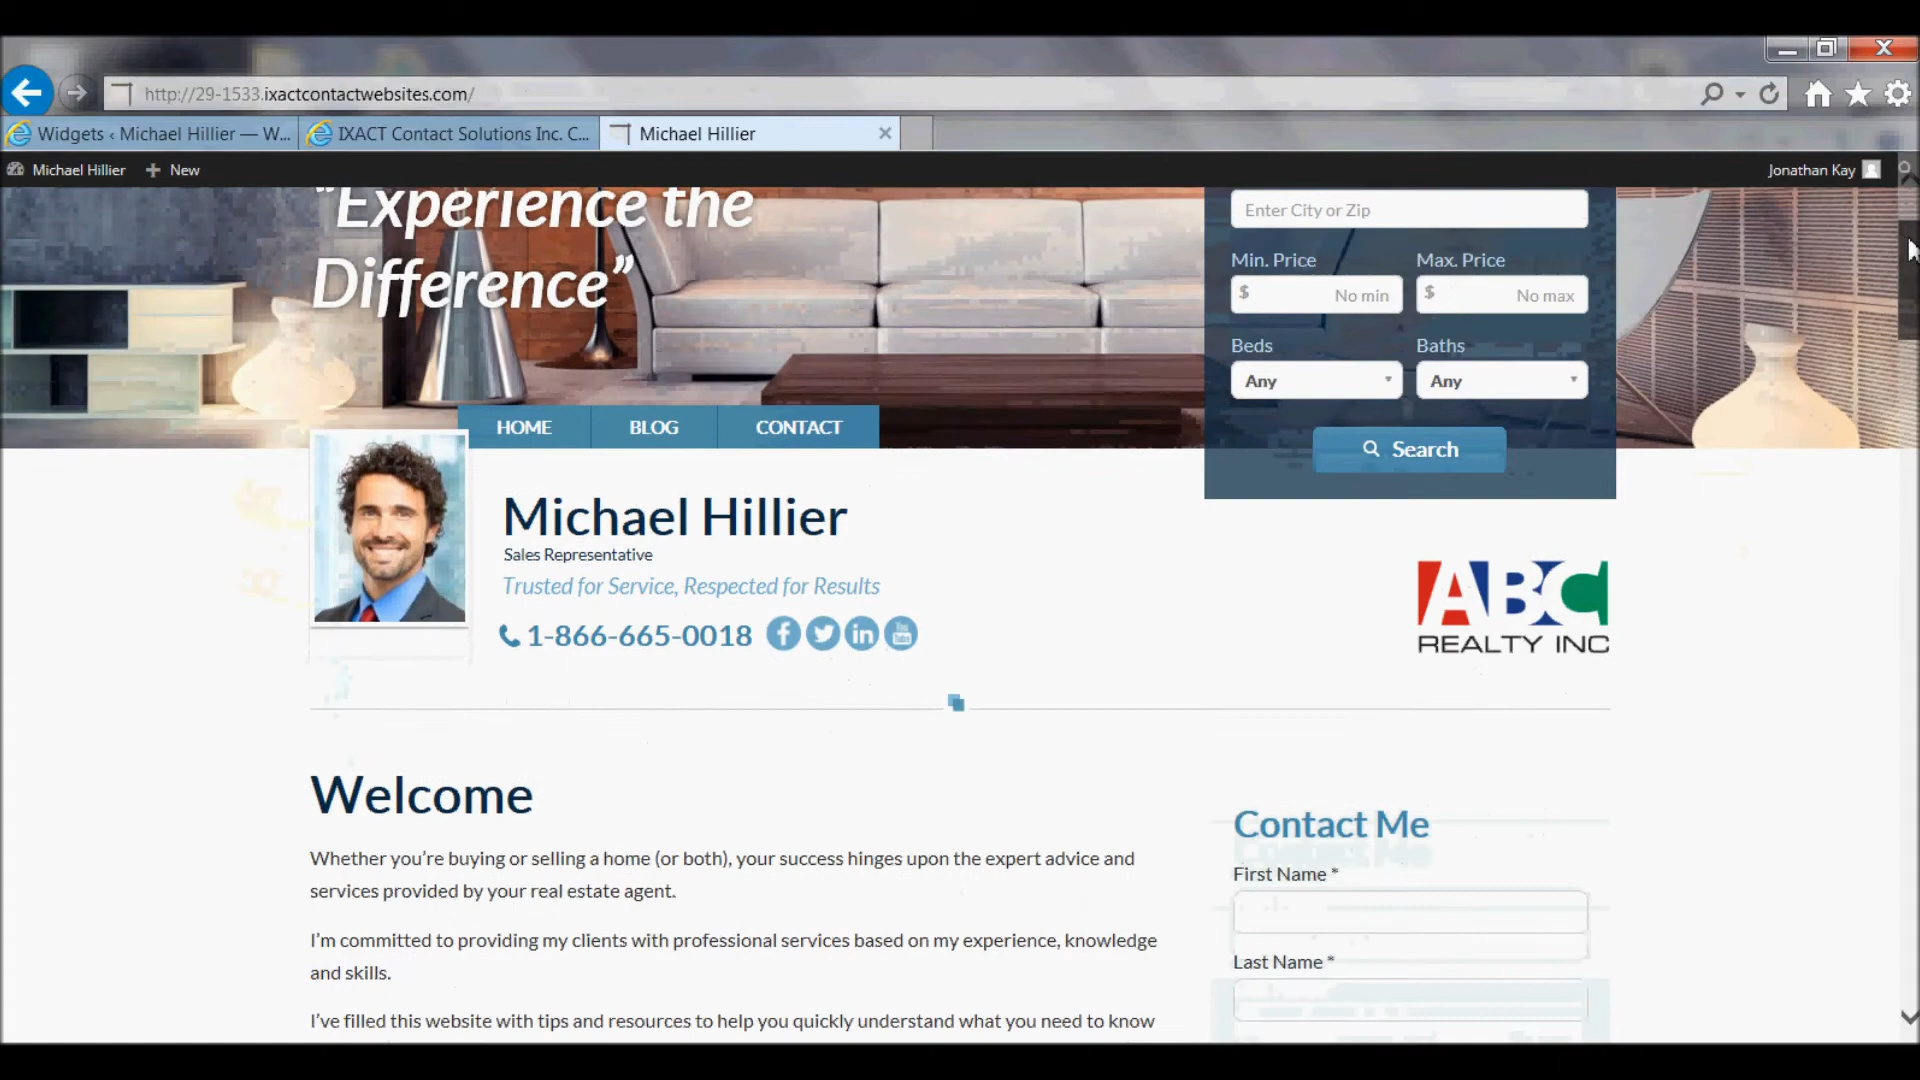 http://29-1533.ixactcontactwebsites.com/
Widgets ‹ Michael Hillier — W...
IXACT Contact Solutions Inc. C...
Michael Hillier
Michael Hillier
New
Jonathan Kay
“Experience the
Difference”
Enter City or Zip
Min. Price
Max. Price
$ No min
$ No max
Beds
Baths
Any
Any
Search
HOME
BLOG
CONTACT
Michael Hillier
Sales Representative
Trusted for Service, Respected for Results
1-866-665-0018
ABC
REALTY INC
Welcome
Whether you’re buying or selling a home (or both), your success hinges upon the expert advice and
services provided by your real estate agent.
I’m committed to providing my clients with professional services based on my experience, knowledge
and skills.
I’ve filled this website with tips and resources to help you quickly understand what you need to know
Contact Me
First Name *
Last Name *